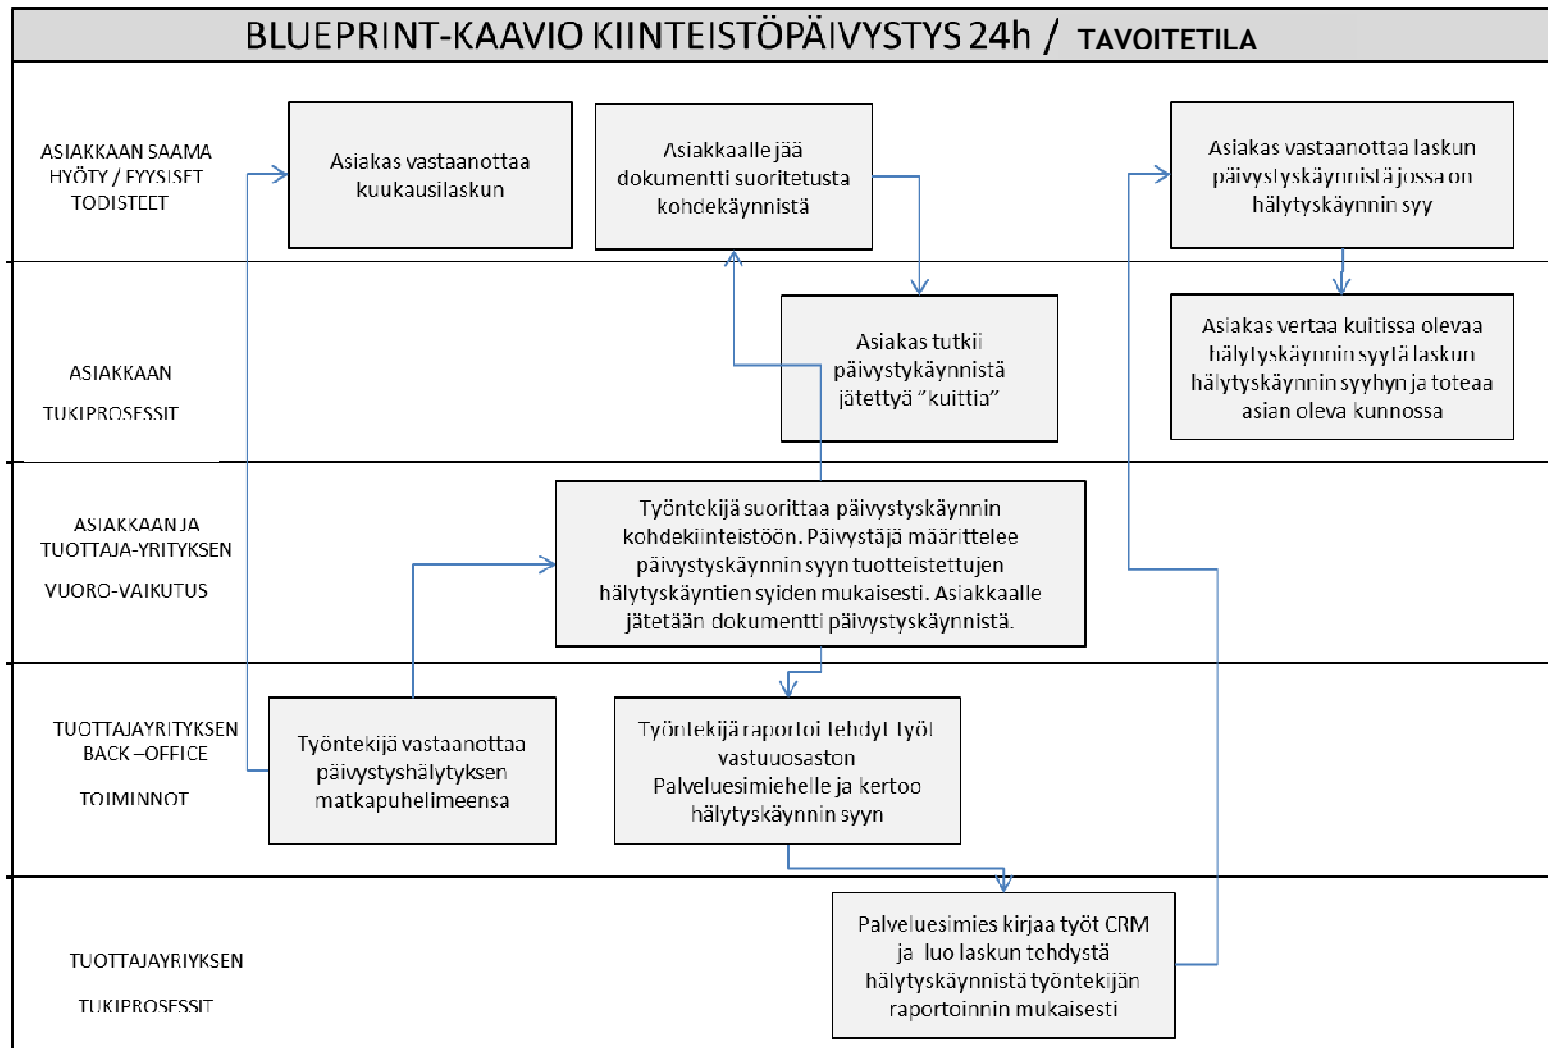 BLUEPRINT-KAAVIO KIINTEISTÖPÄIVYSTYS 24h / TAVOITETILA
ASIAKKAAN SAAMA
HYÖTY / FYYSISET
TODISTEET
Asiakas vastaanottaa
kuukausilaskun
Asiakkaalle jää
dokumentti suoritetusta
kohdekäynnistä
Asiakas vastaanottaa laskun
päivystyskäynnistä jossa on
hälytyskäynnin syy
ASIAKKAAN
TUKIPROSESSIT
Asiakas tutkii
päivystykäynnistä
jätettyä ”kuittia”
Asiakas vertaa kuitissa olevaa
hälytyskäynnin syytä laskun
hälytyskäynnin syyhyn ja toteaa
asian oleva kunnossa
ASIAKKAAN JA
TUOTTAJA-YRITYKSEN
VUORO-VAIKUTUS
Työntekijä suorittaa päivystyskäynnin
kohdekiinteistöön. Päivystäjä määrittelee
päivystyskäynnin syyn tuotteistettujen
hälytyskäyntien syiden mukaisesti. Asiakkaalle
jätetään dokumentti päivystyskäynnistä.
TUOTTAJAYRITYKSEN
BACK –OFFICE
TOIMINNOT
Työntekijä vastaanottaa
päivystyshälytyksen
matkapuhelimeensa
Työntekijä raportoi tehdyt työt
vastuuosaston
Palveluesimiehelle ja kertoo
hälytyskäynnin syyn
TUOTTAJAYRIYKSEN
TUKIPROSESSIT
Palveluesimies kirjaa työt CRM
ja luo laskun tehdystä
hälytyskäynnistä työntekijän
raportoinnin mukaisesti